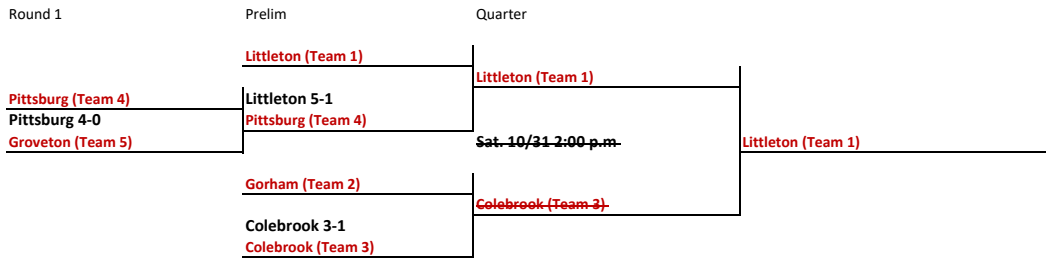 Round 1 Prelim Quarter
Littleton (Team 1)
Littleton (Team 1)
Pittsburg (Team 4) Littleton 5-1
Pittsburg 4-0 Pittsburg (Team 4)
Groveton (Team 5) Sat. 10/31 2:00 p.m Littleton (Team 1)
Gorham (Team 2)
Colebrook (Team 3)
Colebrook 3-1
Colebrook (Team 3)